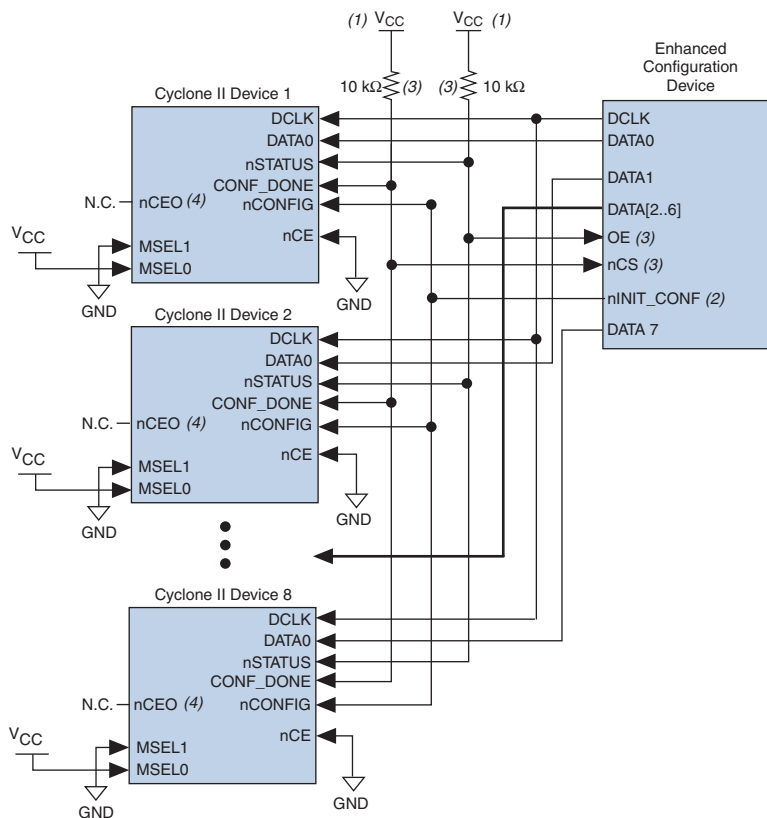 (1) VCC
VCC (1)
10 kΩ (3)
(3) 10 kΩ
Enhanced
Configuration
Device
DCLK
DATA0
DATA1
DATA[2..6]
OE (3)
nCS (3)
nINIT_CONF (2)
DATA 7
Cyclone II Device 1
DCLK
DATA0
nSTATUS
CONF_DONE
nCONFIG
N.C.
nCEO (4)
nCE
VCC
MSEL1
MSEL0
GND
GND
Cyclone II Device 2
DCLK
DATA0
nSTATUS
CONF_DONE
nCONFIG
N.C.
nCEO (4)
nCE
VCC
MSEL1
MSEL0
GND
GND
Cyclone II Device 8
DCLK
DATA0
nSTATUS
CONF_DONE
nCONFIG
N.C.
nCEO (4)
nCE
VCC
MSEL1
MSEL0
GND
GND